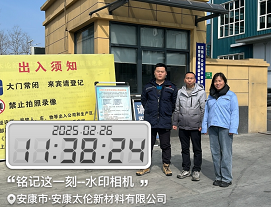 出入须知
大门常闭 来宾请登记
禁止拍照录像
2025 02 26
11:38:24
“铭记这一刻—水印相机”
安康市·安康太伦新材料有限公司